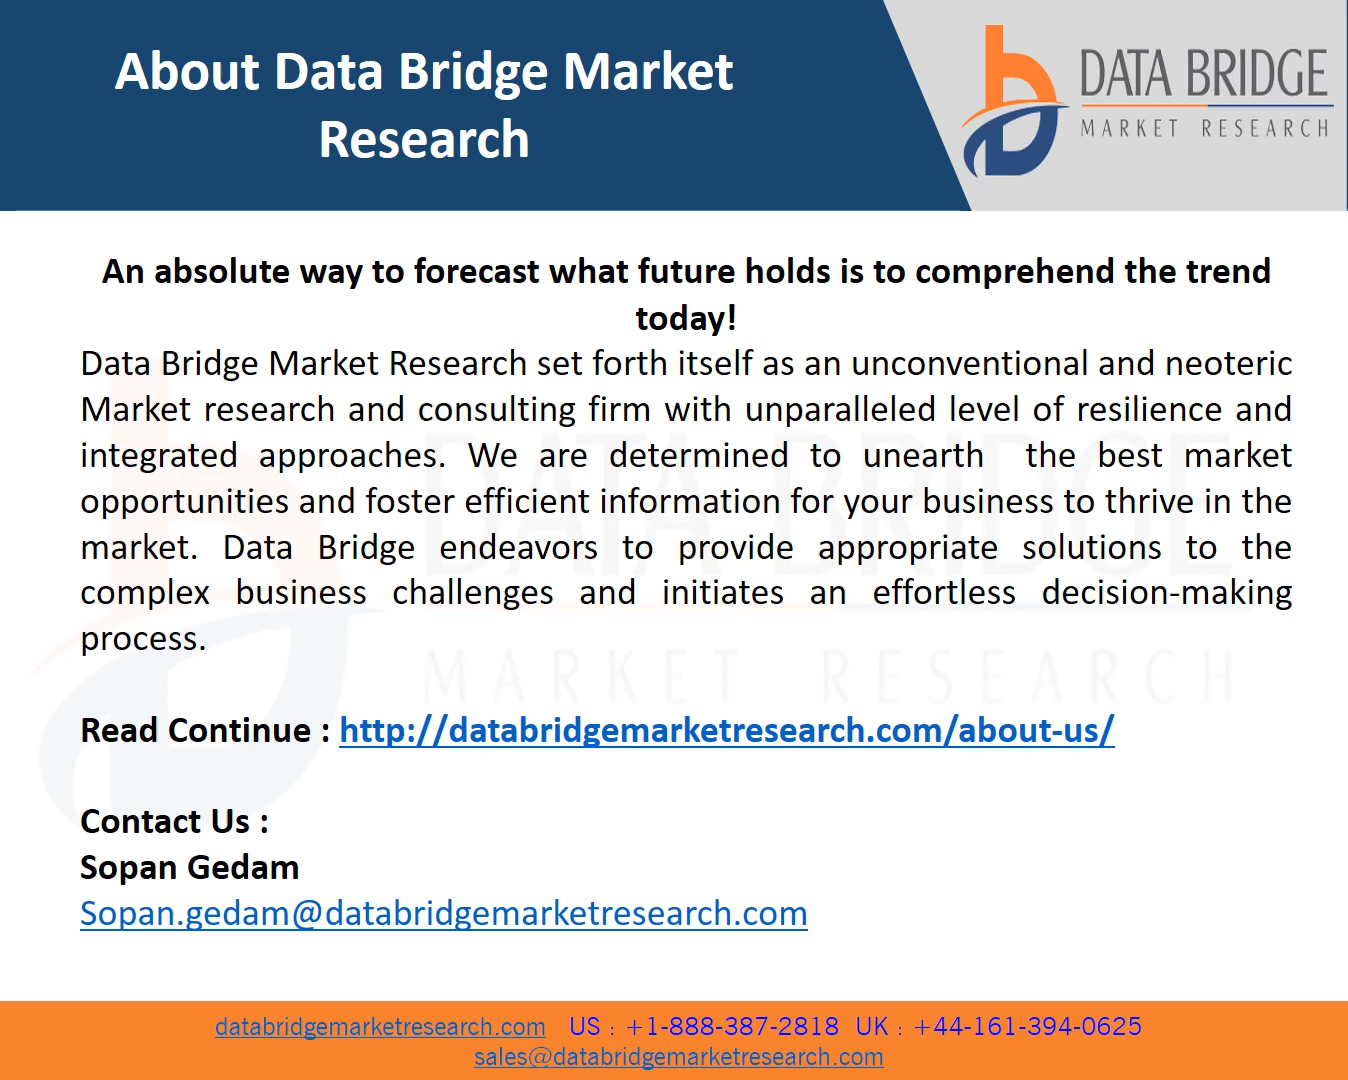 About Data Bridge Market
Research
DATA BRIDGE
MARKET RESEARCH
An absolute way to forecast what future holds is to comprehend the trend
today!
Data Bridge Market Research set forth itself as an unconventional and neoteric
Market research and consulting firm with unparalleled level of resilience and
integrated approaches. We are determined to unearth the best market
opportunities and foster efficient information for your business to thrive in the
market. Data Bridge endeavors to provide appropriate solutions to the
complex business challenges and initiates an effortless decision-making
process.
DATA BRIDGE
MARKET RESEARCH
Read Continue : http://databridgemarketresearch.com/about-us/
Contact Us :
Sopan Gedam
Sopan.gedam@databridgemarketresearch.com
databridgemarketresearch.com US : +1-888-387-2818 UK : +44-161-394-0625
sales@databridgemarketresearch.com